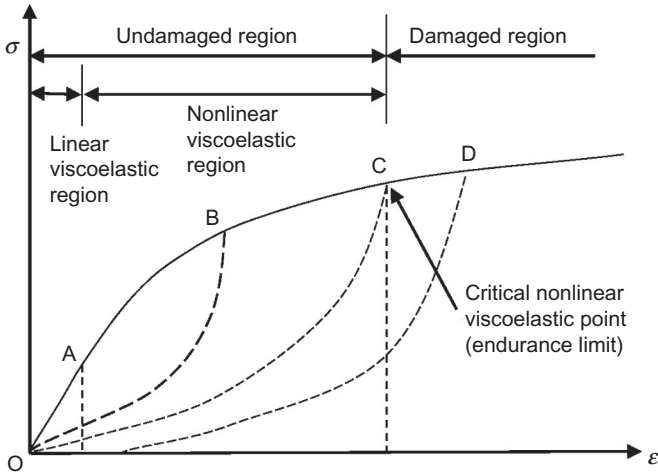 σ
Undamaged region
Damaged region
Linear
viscoelastic
region
Nonlinear
viscoelastic
region
A
B
C
D
Critical nonlinear
viscoelastic point
(endurance limit)
O
ε